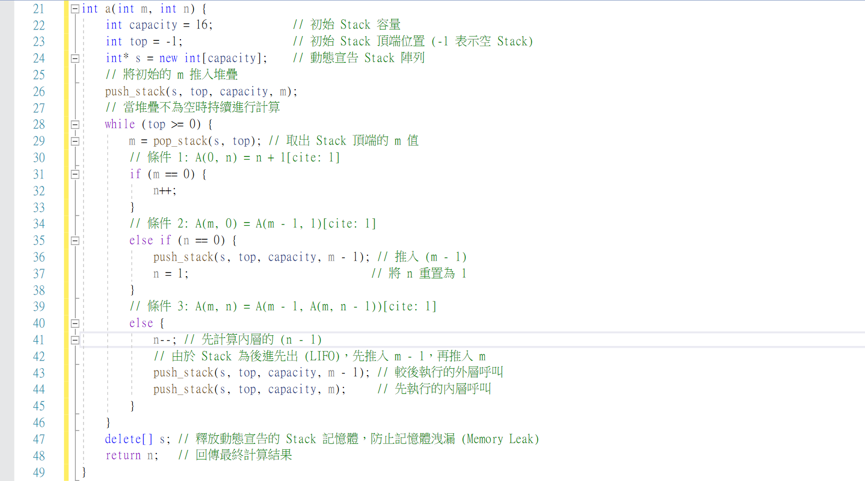 21 int a(int m, int n) {
22 int capacity = 16; // 初始 Stack 容量
23 int top = -1; // 初始 Stack 頂端位置 (-1 表示空 Stack)
24 int* s = new int[capacity]; // 動態宣告 Stack 陣列
25 // 將初始的 m 推入堆疊
26 push_stack(s, top, capacity, m);
27 // 當堆疊不為空時持續進行計算
28 while (top >= 0) {
29 m = pop_stack(s, top); // 取出 Stack 頂端的 m 值
30 // 條件 1: A(0, n) = n + 1[cite: 1]
31 if (m == 0) {
32 n++;
33 }
34 // 條件 2: A(m, 0) = A(m - 1, 1)[cite: 1]
35 else if (n == 0) {
36 push_stack(s, top, capacity, m - 1); // 推入 (m - 1)
37 n = 1; // 將 n 重置為 1
38 }
39 // 條件 3: A(m, n) = A(m - 1, A(m, n - 1))[cite: 1]
40 else {
41 n--; // 先計算內層的 (n - 1)
42 // 由於 Stack 為後進先出 (LIFO)，先推入 m - 1，再推入 m
43 push_stack(s, top, capacity, m - 1); // 較後執行的外層呼叫
44 push_stack(s, top, capacity, m); // 先執行的內層呼叫
45 }
46 }
47 delete[] s; // 釋放動態宣告的 Stack 記憶體，防止記憶體洩漏 (Memory Leak)
48 return n; // 回傳最終計算結果
49 }